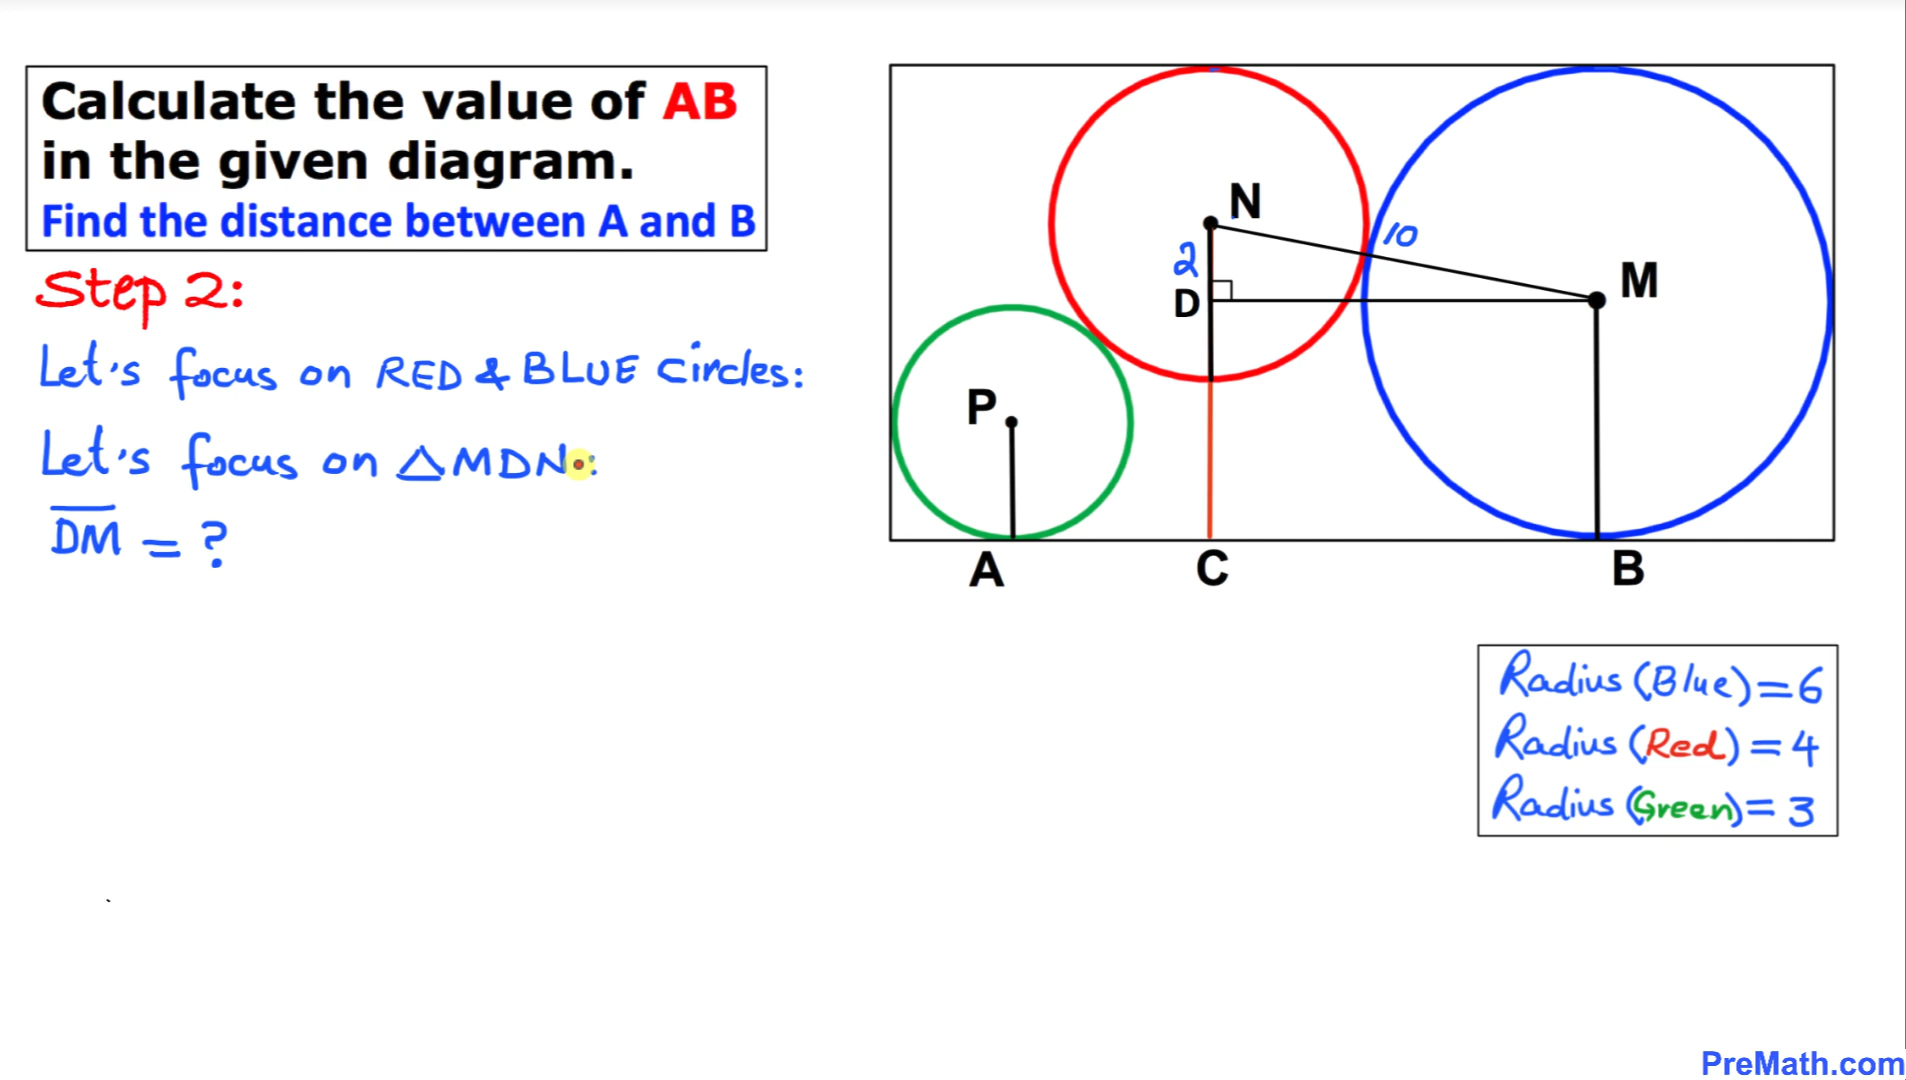 Calculate the value of AB
in the given diagram.
Find the distance between A and B
Step 2:
Let's focus on RED & BLUE Circles:
Let's focus on △MDN:
D͞M͞ = ?
N
10
2
M
D
P
A
C
B
Radius (Blue) = 6
Radius (Red) = 4
Radius (Green) = 3
PreMath.com